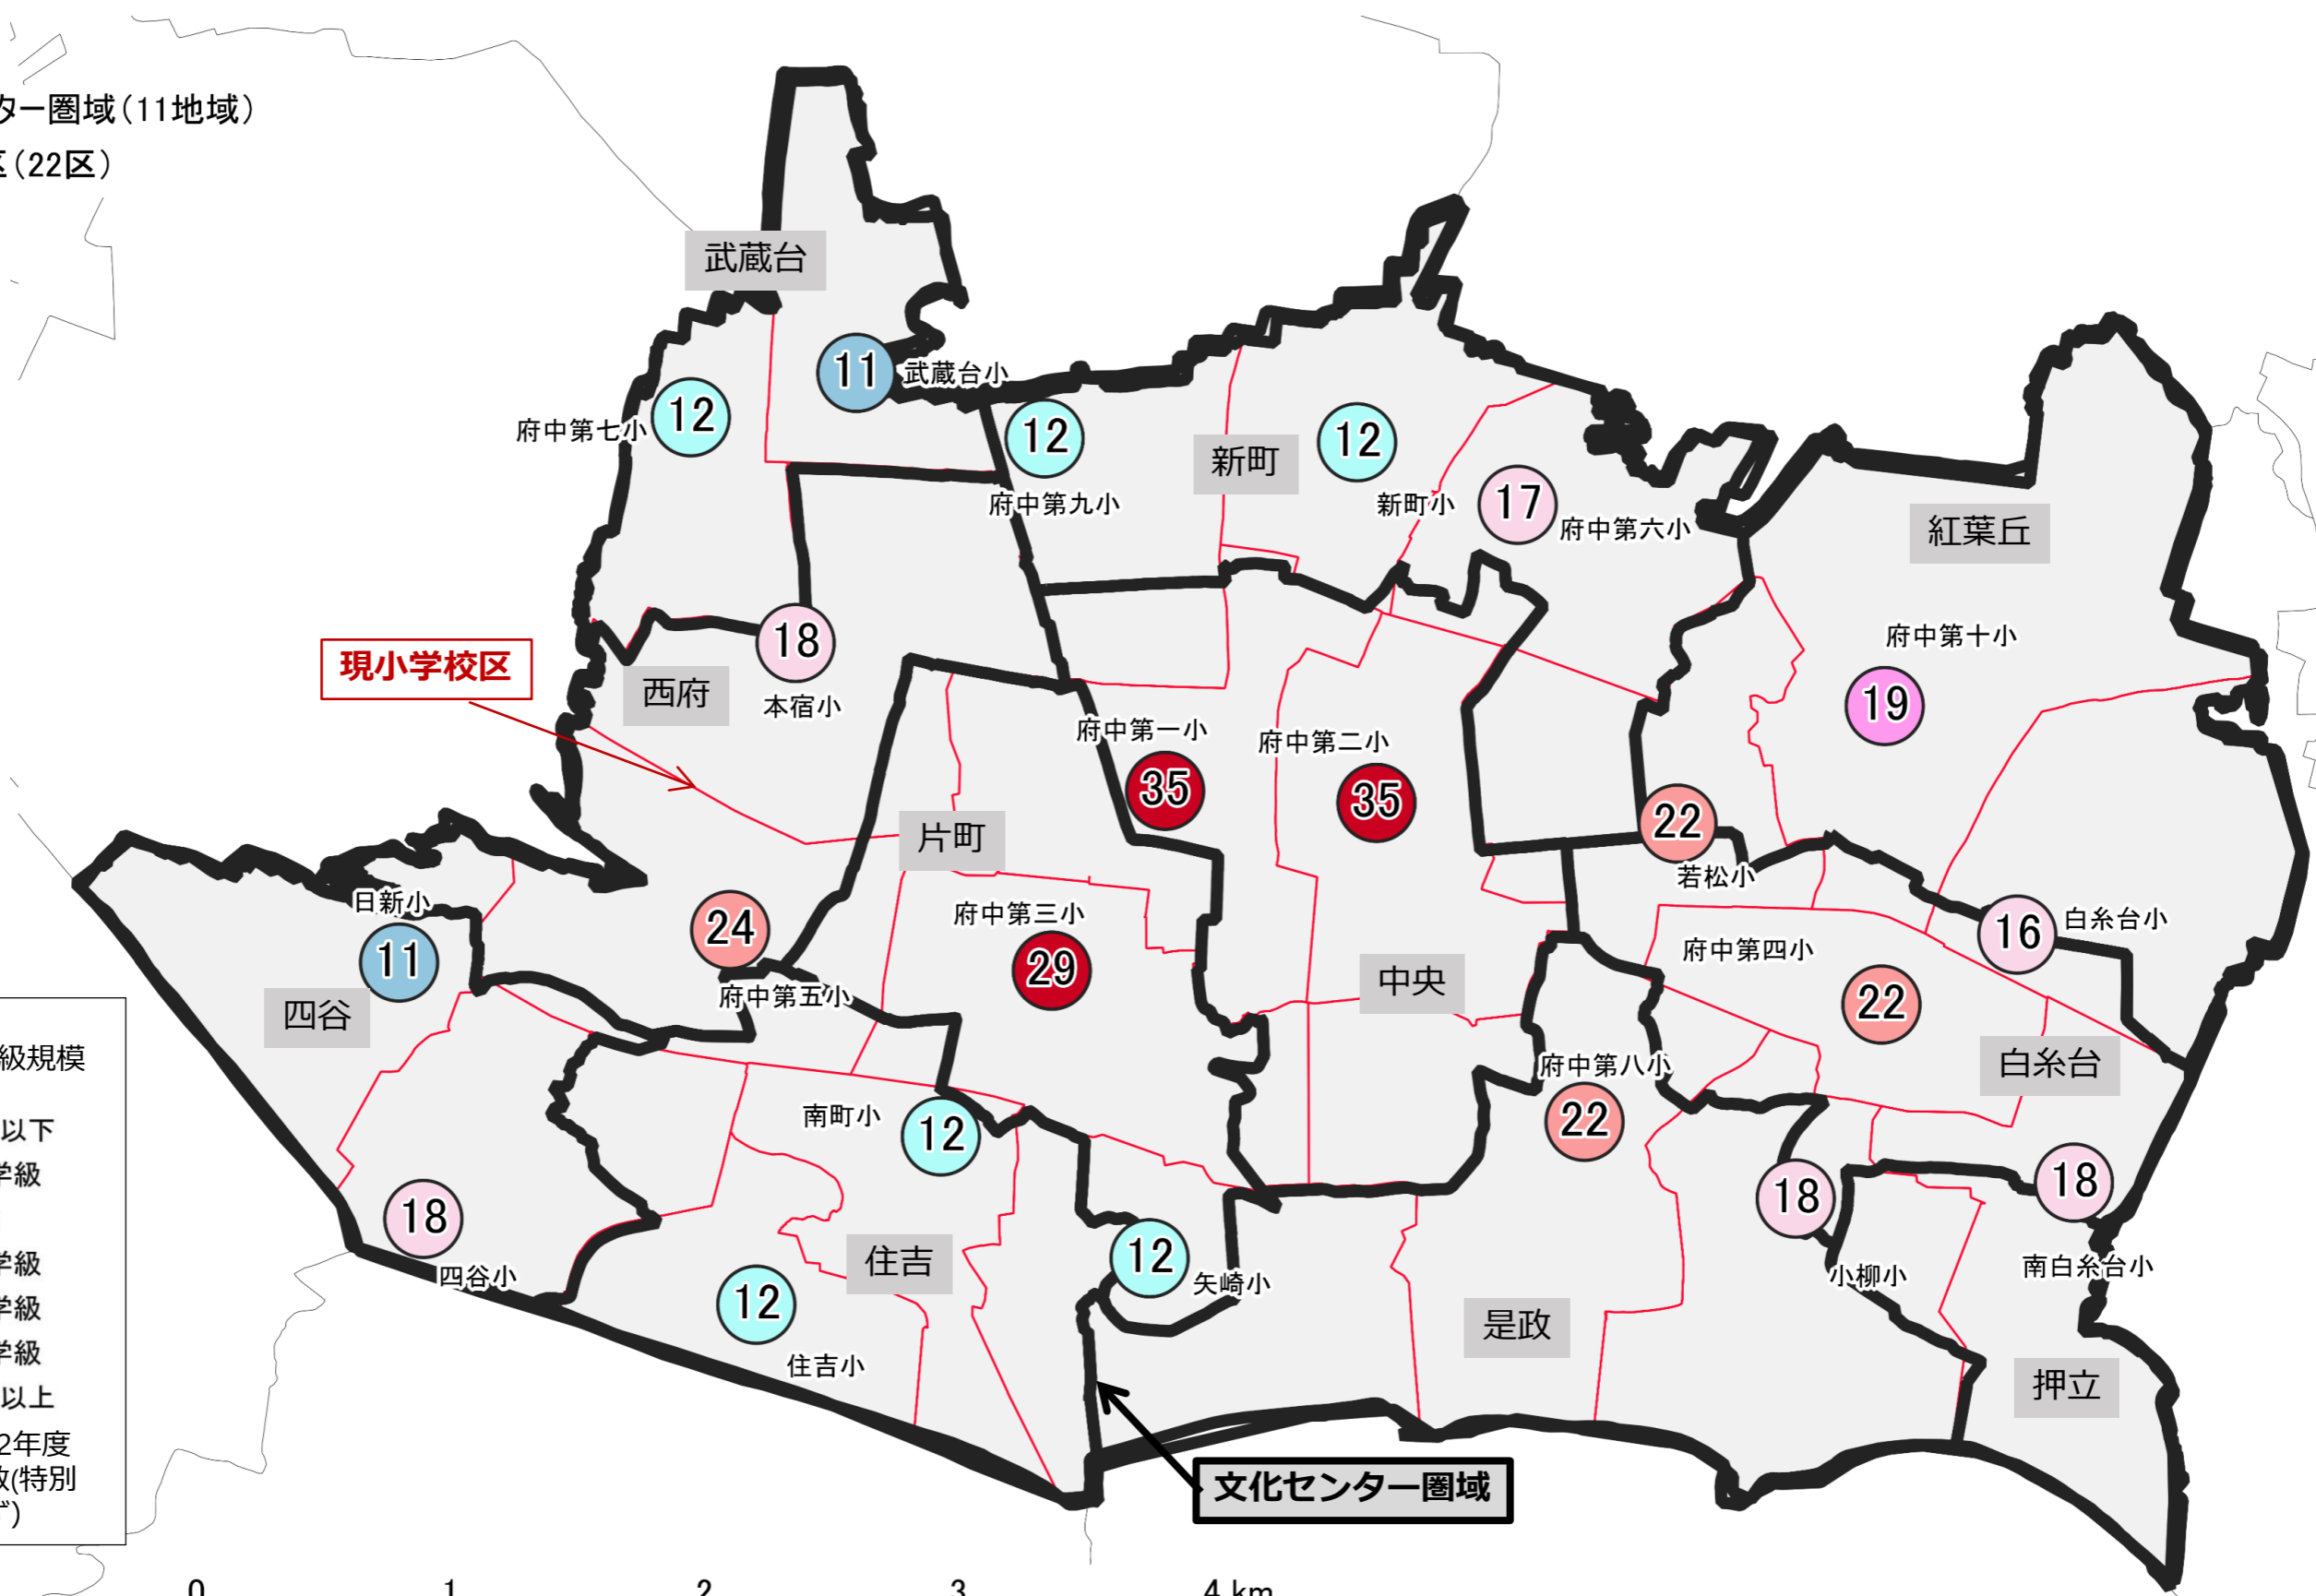 ター圏域(11地域)
区(22区)
武蔵台
11
武蔵台小
12
府中第七小
12
府中第九小
新町
12
新町小
17
府中第六小
紅葉丘
府中第十小
19
現小学校区
18
西府
本宿小
府中第一小
35
府中第二小
35
片町
22
若松小
日新小
11
24
府中第五小
府中第三小
29
中央
府中第四小
22
16
白糸台小
四谷
白糸台
府中第八小
22
南町小
12
18
四谷小
12
住吉小
住吉
12
矢崎小
是政
18
小柳小
18
南白糸台小
押立
文化センター圏域
級規模
以下
学級
学級
学級
学級
以上
2年度
数(特別
ず)
0 1 2 3 4 km